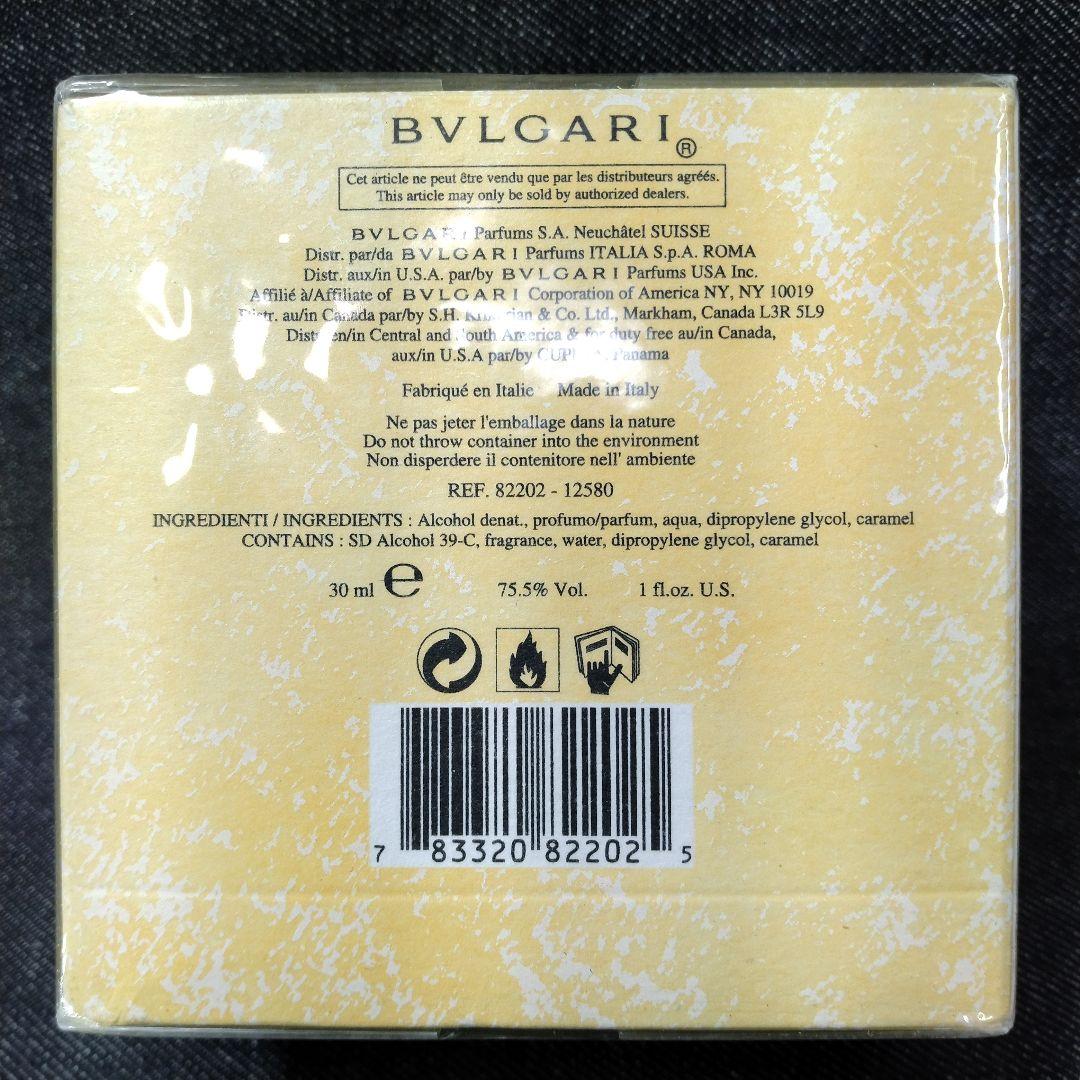 BVLGARI®
Cet article ne peut être vendu que par les distributeurs agréés.
This article may only be sold by authorized dealers.
BVLGARI Parfums S.A. Neuchâtel SUISSE
Distr. par/da BVLGARI Parfums ITALIA S.p.A. ROMA
Distr. aux/in U.S.A. par/by BVLGARI Parfums USA Inc.
Affilié à/Affiliate of BVLGARI Corporation of America NY, NY 10019
Distr. au/in Canada par/by S.H. & Co. Ltd., Markham, Canada L3R 5L9
Distr. en/in Central and South America & for duty free au/in Canada,
aux/in U.S.A par/by Panama
Fabriqué en Italie Made in Italy
Ne pas jeter l'emballage dans la nature
Do not throw container into the environment
Non disperdere il contenitore nell' ambiente
REF. 82202 - 12580
INGREDIENTI / INGREDIENTS : Alcohol denat., profumo/parfum, aqua, dipropylene glycol, caramel
CONTAINS : SD Alcohol 39-C, fragrance, water, dipropylene glycol, caramel
30 ml ℮ 75.5% Vol. 1 fl.oz. U.S.
7 83320 82202 5